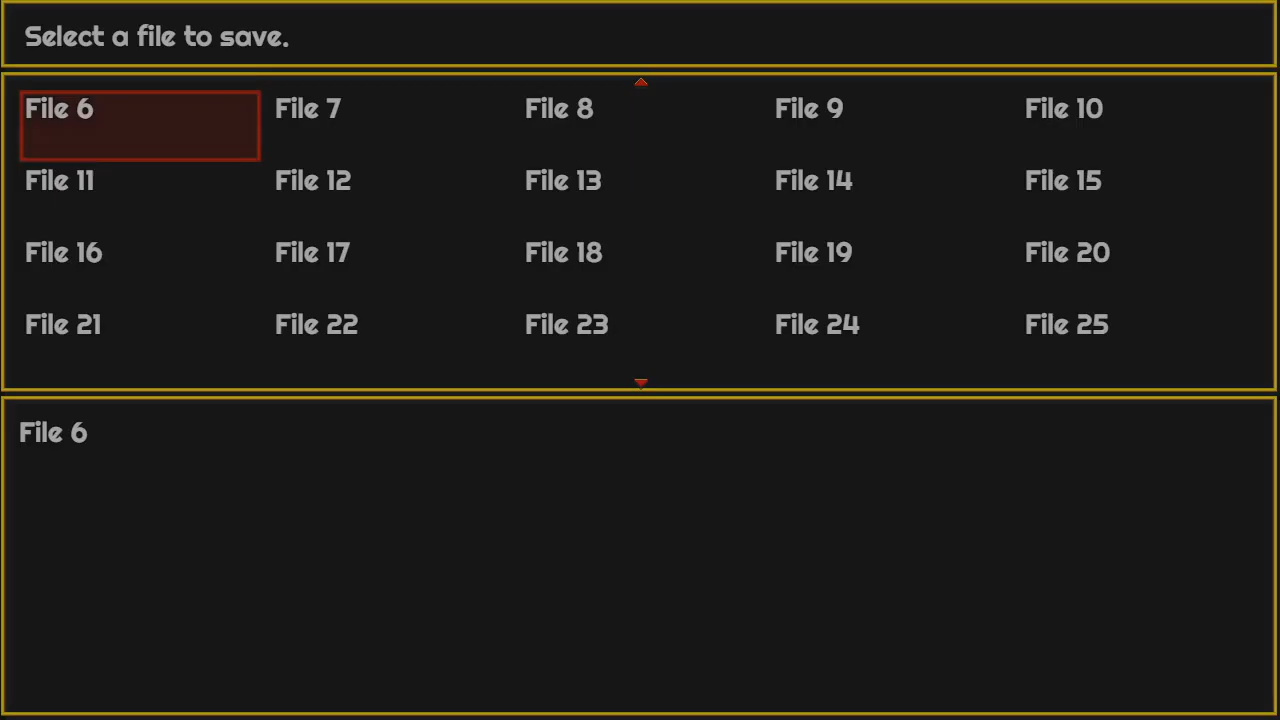 Select a file to save.
File 6 File 7 File 8 File 9 File 10
File 11 File 12 File 13 File 14 File 15
File 16 File 17 File 18 File 19 File 20
File 21 File 22 File 23 File 24 File 25
File 6